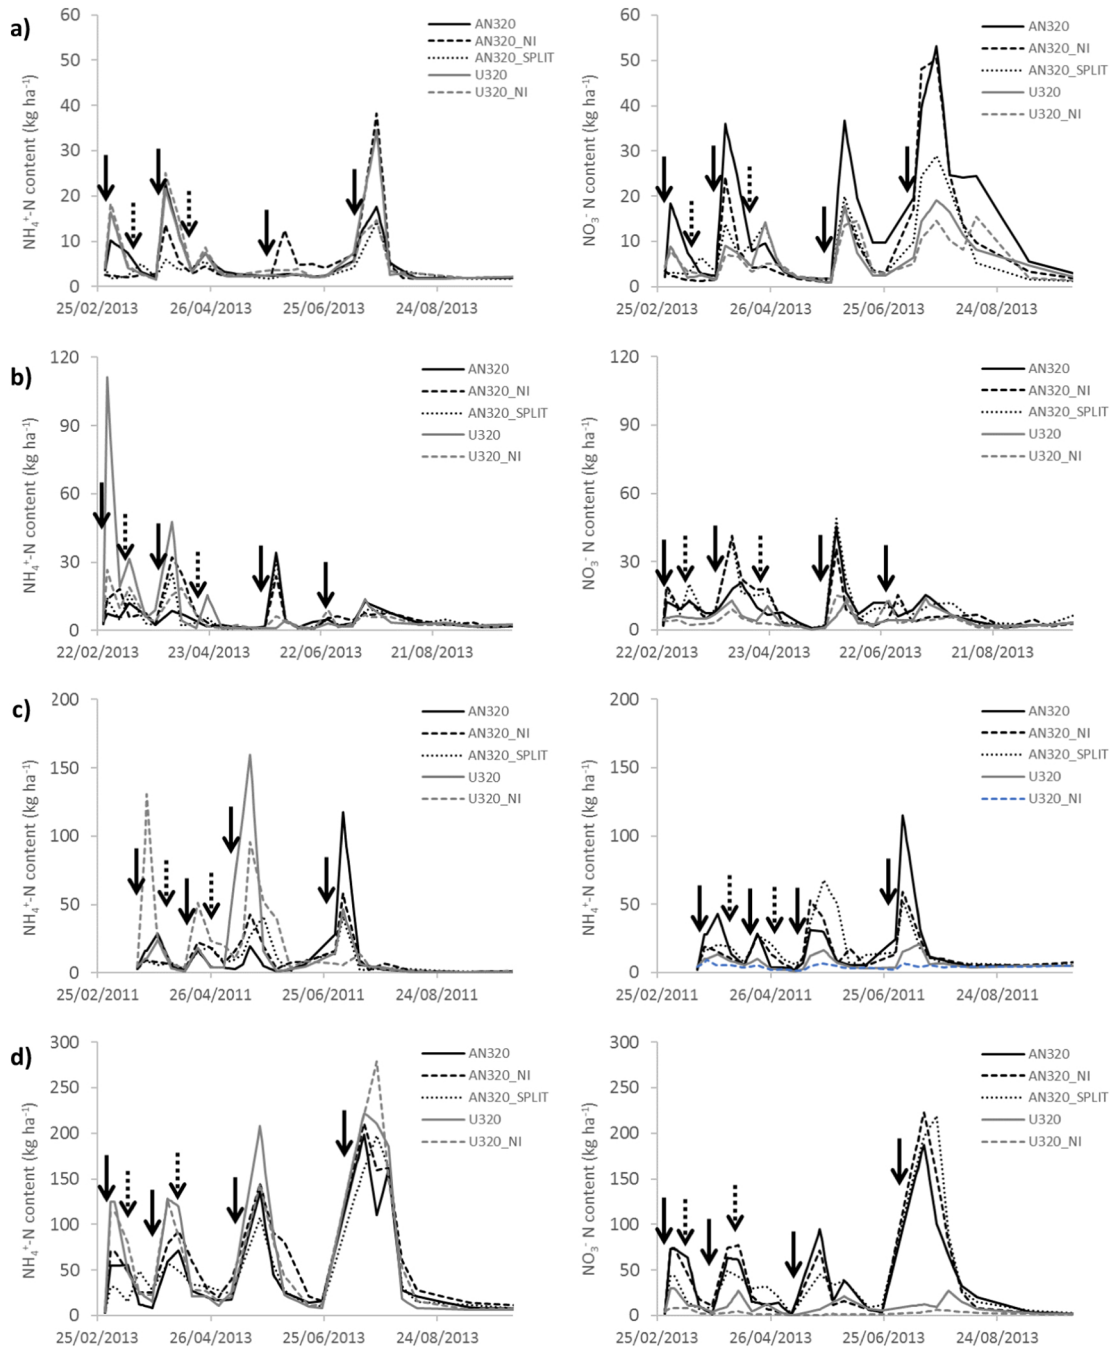 a)
NH₄⁺-N content (kg ha⁻¹)
60
50
40
30
20
10
0
25/02/2013 26/04/2013 25/06/2013 24/08/2013
AN320
AN320_NI
AN320_SPLIT
U320
U320_NI
NO₃⁻ N content (kg ha⁻¹)
60
50
40
30
20
10
0
25/02/2013 26/04/2013 25/06/2013 24/08/2013
AN320
AN320_NI
AN320_SPLIT
U320
U320_NI
b)
NH₄⁺-N content (kg ha⁻¹)
120
90
60
30
0
22/02/2013 23/04/2013 22/06/2013 21/08/2013
AN320
AN320_NI
AN320_SPLIT
U320
U320_NI
NO₃⁻ N content (kg ha⁻¹)
120
90
60
30
0
22/02/2013 23/04/2013 22/06/2013 21/08/2013
AN320
AN320_NI
AN320_SPLIT
U320
U320_NI
c)
NH₄⁺-N content (kg ha⁻¹)
200
150
100
50
0
25/02/2011 26/04/2011 25/06/2011 24/08/2011
AN320
AN320_NI
AN320_SPLIT
U320
U320_NI
NH₄⁺-N content (kg ha⁻¹)
200
150
100
50
0
25/02/2011 26/04/2011 25/06/2011 24/08/2011
AN320
AN320_NI
AN320_SPLIT
U320
U320_NI
d)
NH₄⁺-N content (kg ha⁻¹)
300
250
200
150
100
50
0
25/02/2013 26/04/2013 25/06/2013 24/08/2013
AN320
AN320_NI
AN320_SPLIT
U320
U320_NI
NO₃⁻ N content (kg ha⁻¹)
300
250
200
150
100
50
0
25/02/2013 26/04/2013 25/06/2013 24/08/2013
AN320
AN320_NI
AN320_SPLIT
U320
U320_NI